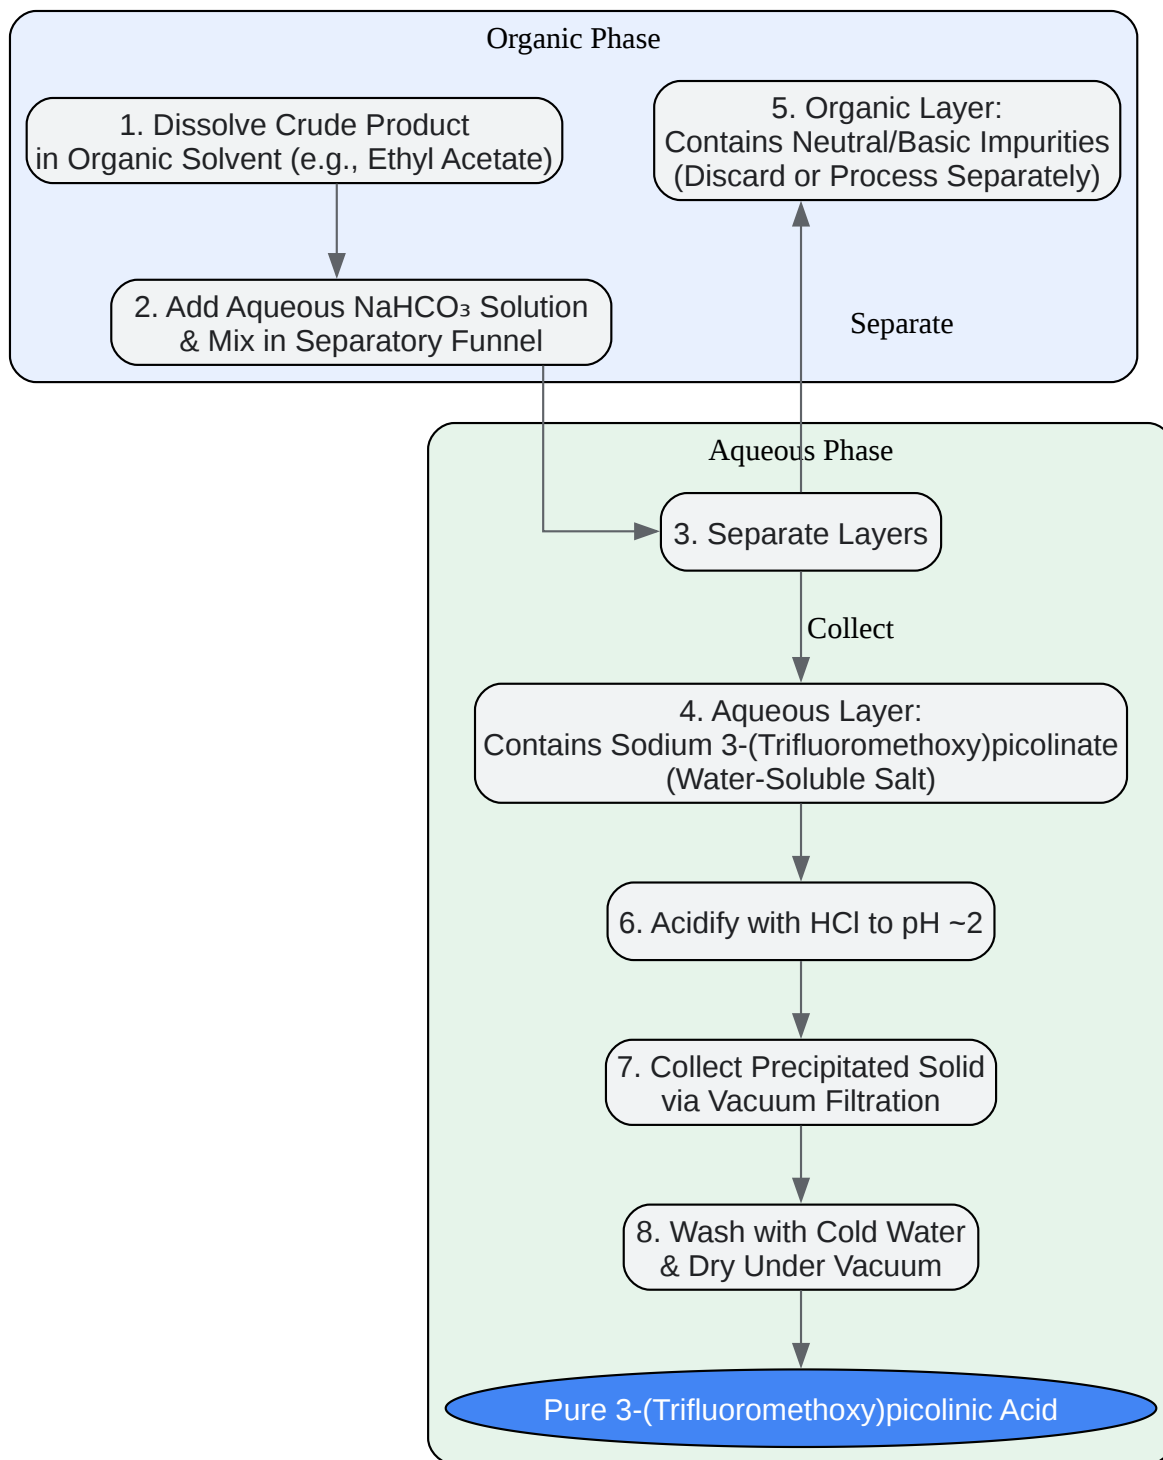 Organic Phase
1. Dissolve Crude Product
in Organic Solvent (e.g., Ethyl Acetate)
5. Organic Layer:
Contains Neutral/Basic Impurities
(Discard or Process Separately)
2. Add Aqueous NaHCO₃ Solution
& Mix in Separatory Funnel
Separate
Aqueous Phase
3. Separate Layers
Collect
4. Aqueous Layer:
Contains Sodium 3-(Trifluoromethoxy)picolinate
(Water-Soluble Salt)
6. Acidify with HCl to pH ~2
7. Collect Precipitated Solid
via Vacuum Filtration
8. Wash with Cold Water
& Dry Under Vacuum
Pure 3-(Trifluoromethoxy)picolinic Acid